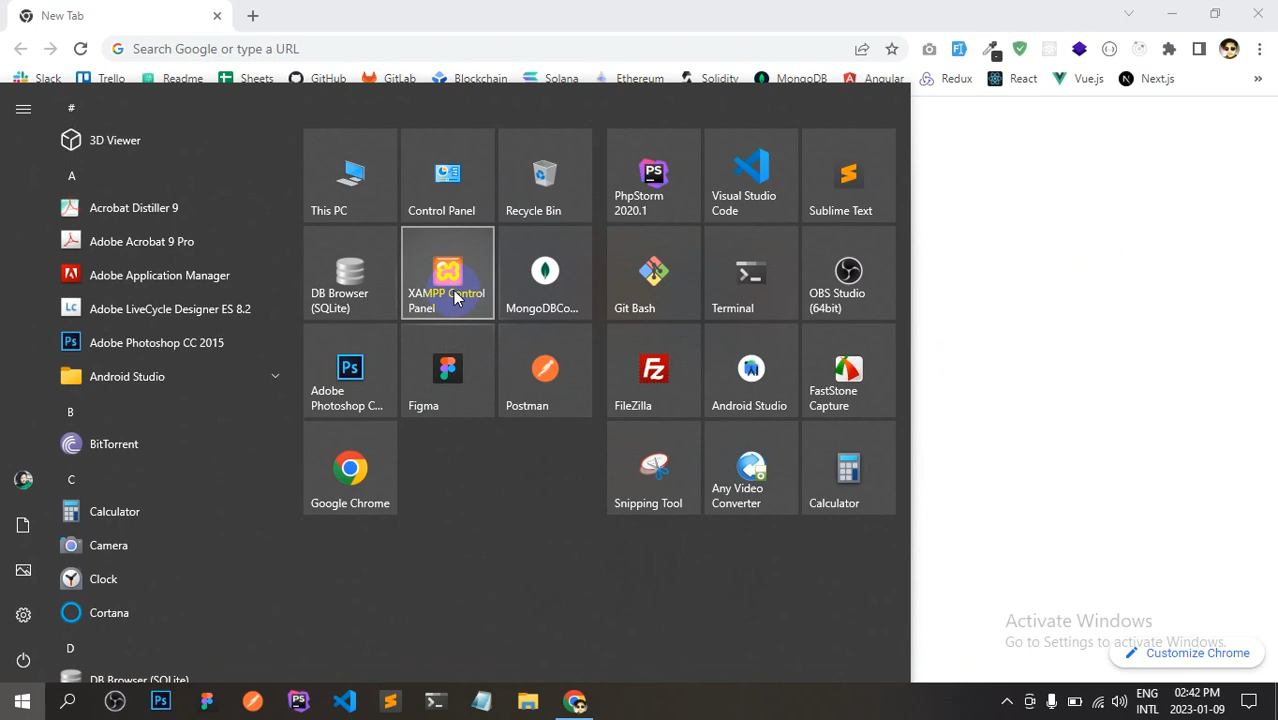 New Tab
Search Google or type a URL
Slack Trello Readme Sheets GitHub GitLab Blockchain Solana Ethereum Solidity MongoDB Angular Redux React Vue.js Next.js »
#
3D Viewer
A
Acrobat Distiller 9
Adobe Acrobat 9 Pro
Adobe Application Manager
Adobe LiveCycle Designer ES 8.2
Adobe Photoshop CC 2015
Android Studio
B
BitTorrent
C
Calculator
Camera
Clock
Cortana
D
DB Browser (SQLite)
This PC
Control Panel
Recycle Bin
PhpStorm
2020.1
Visual Studio
Code
Sublime Text
DB Browser
(SQLite)
XAMPP Control
Panel
MongoDBCo...
Git Bash
Terminal
OBS Studio
(64bit)
Adobe
Photoshop C...
Figma
Postman
FileZilla
Android Studio
FastStone
Capture
Google Chrome
Snipping Tool
Any Video
Converter
Calculator
Activate Windows
Go to Settings to activate Windows.
Customize Chrome
ENG
INTL
02:42 PM
2023-01-09